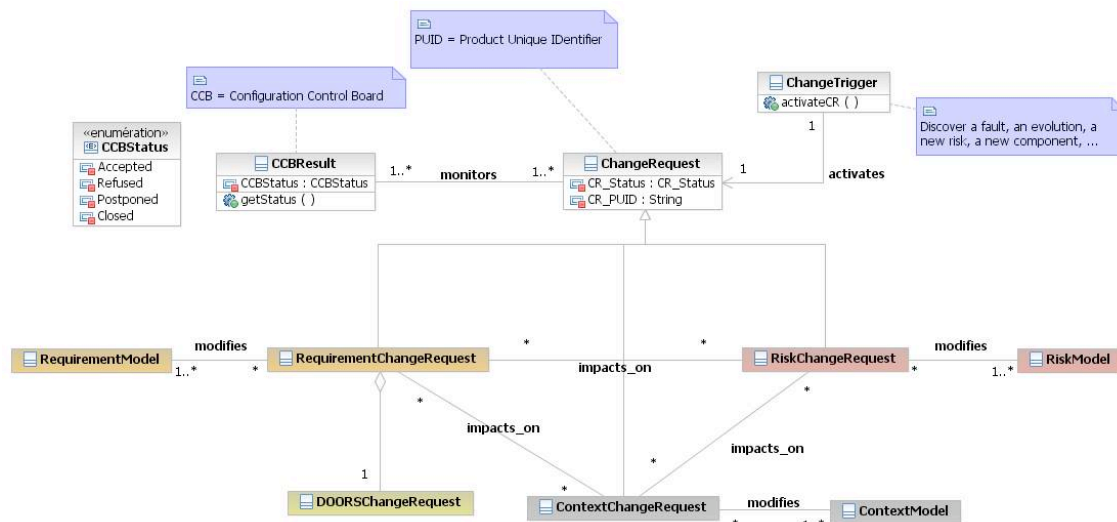 PUID = Product Unique IDentifier
CCB = Configuration Control Board
ChangeTrigger
activateCR ( )
Discover a fault, an evolution, a
new risk, a new component, ...
«enumération»
CCBStatus
Accepted
Refused
Postponed
Closed
CCBResult
CCBStatus : CCBStatus
getStatus ( )
1..*
monitors
1..*
ChangeRequest
CR_Status : CR_Status
CR_PUID : String
1
1
activates
RequirementModel
modifies
1..*
*
RequirementChangeRequest
*
*
impacts_on
RiskChangeRequest
modifies
*
1..*
RiskModel
*
impacts_on
*
*
impacts_on
*
1
DOORSChangeRequest
ContextChangeRequest
modifies
*
ContextModel